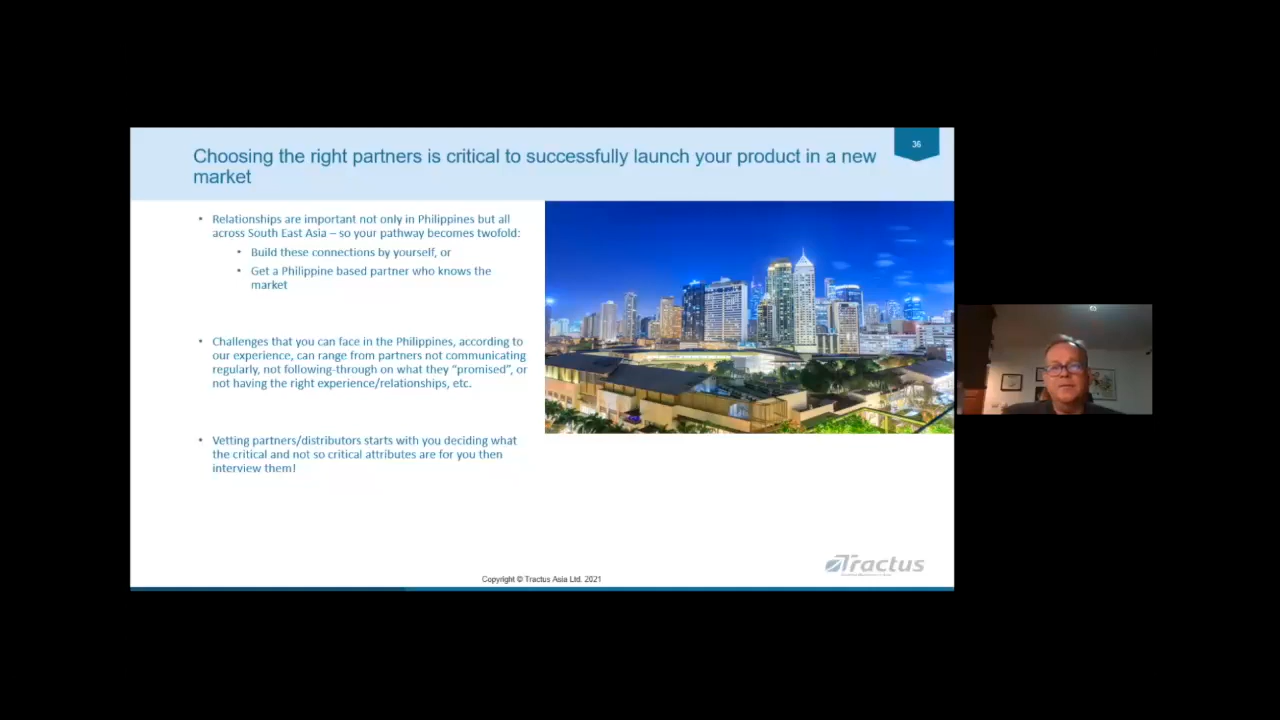 36
Choosing the right partners is critical to successfully launch your product in a new
market
• Relationships are important not only in Philippines but all
across South East Asia – so your pathway becomes twofold:
• Build these connections by yourself, or
• Get a Philippine based partner who knows the
market
• Challenges that you can face in the Philippines, according to
our experience, can range from partners not communicating
regularly, not following-through on what they “promised”, or
not having the right experience/relationships, etc.
• Vetting partners/distributors starts with you deciding what
the critical and not so critical attributes are for you then
interview them!
Tractus
Copyright © Tractus Asia Ltd. 2021